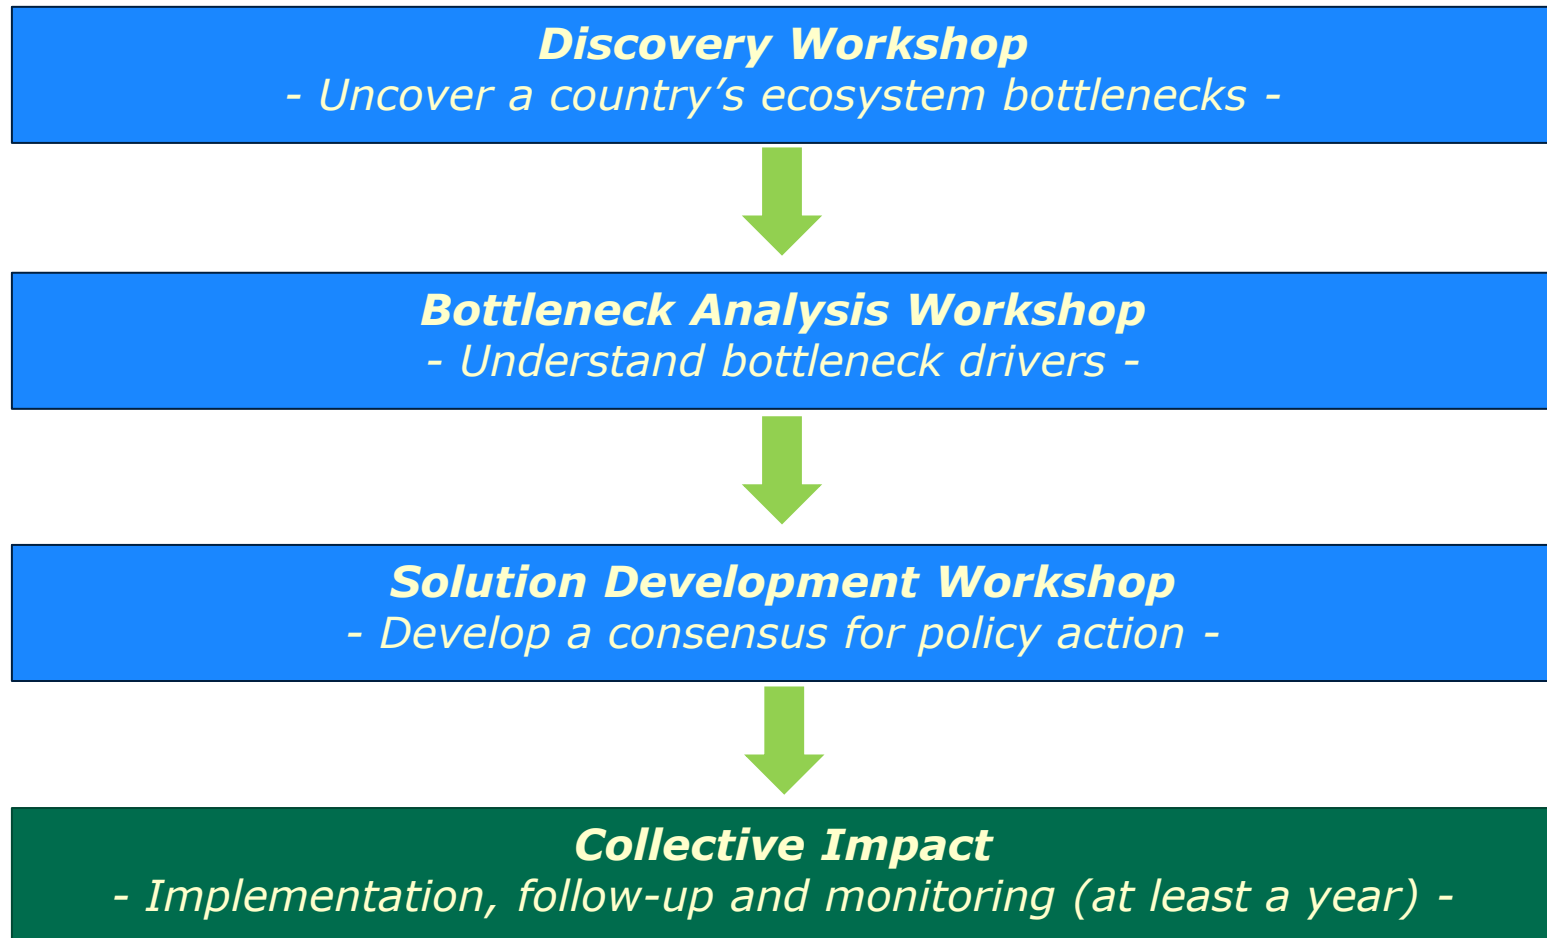 Discovery Workshop
- Uncover a country’s ecosystem bottlenecks -
Bottleneck Analysis Workshop
- Understand bottleneck drivers -
Solution Development Workshop
- Develop a consensus for policy action -
Collective Impact
- Implementation, follow-up and monitoring (at least a year) -